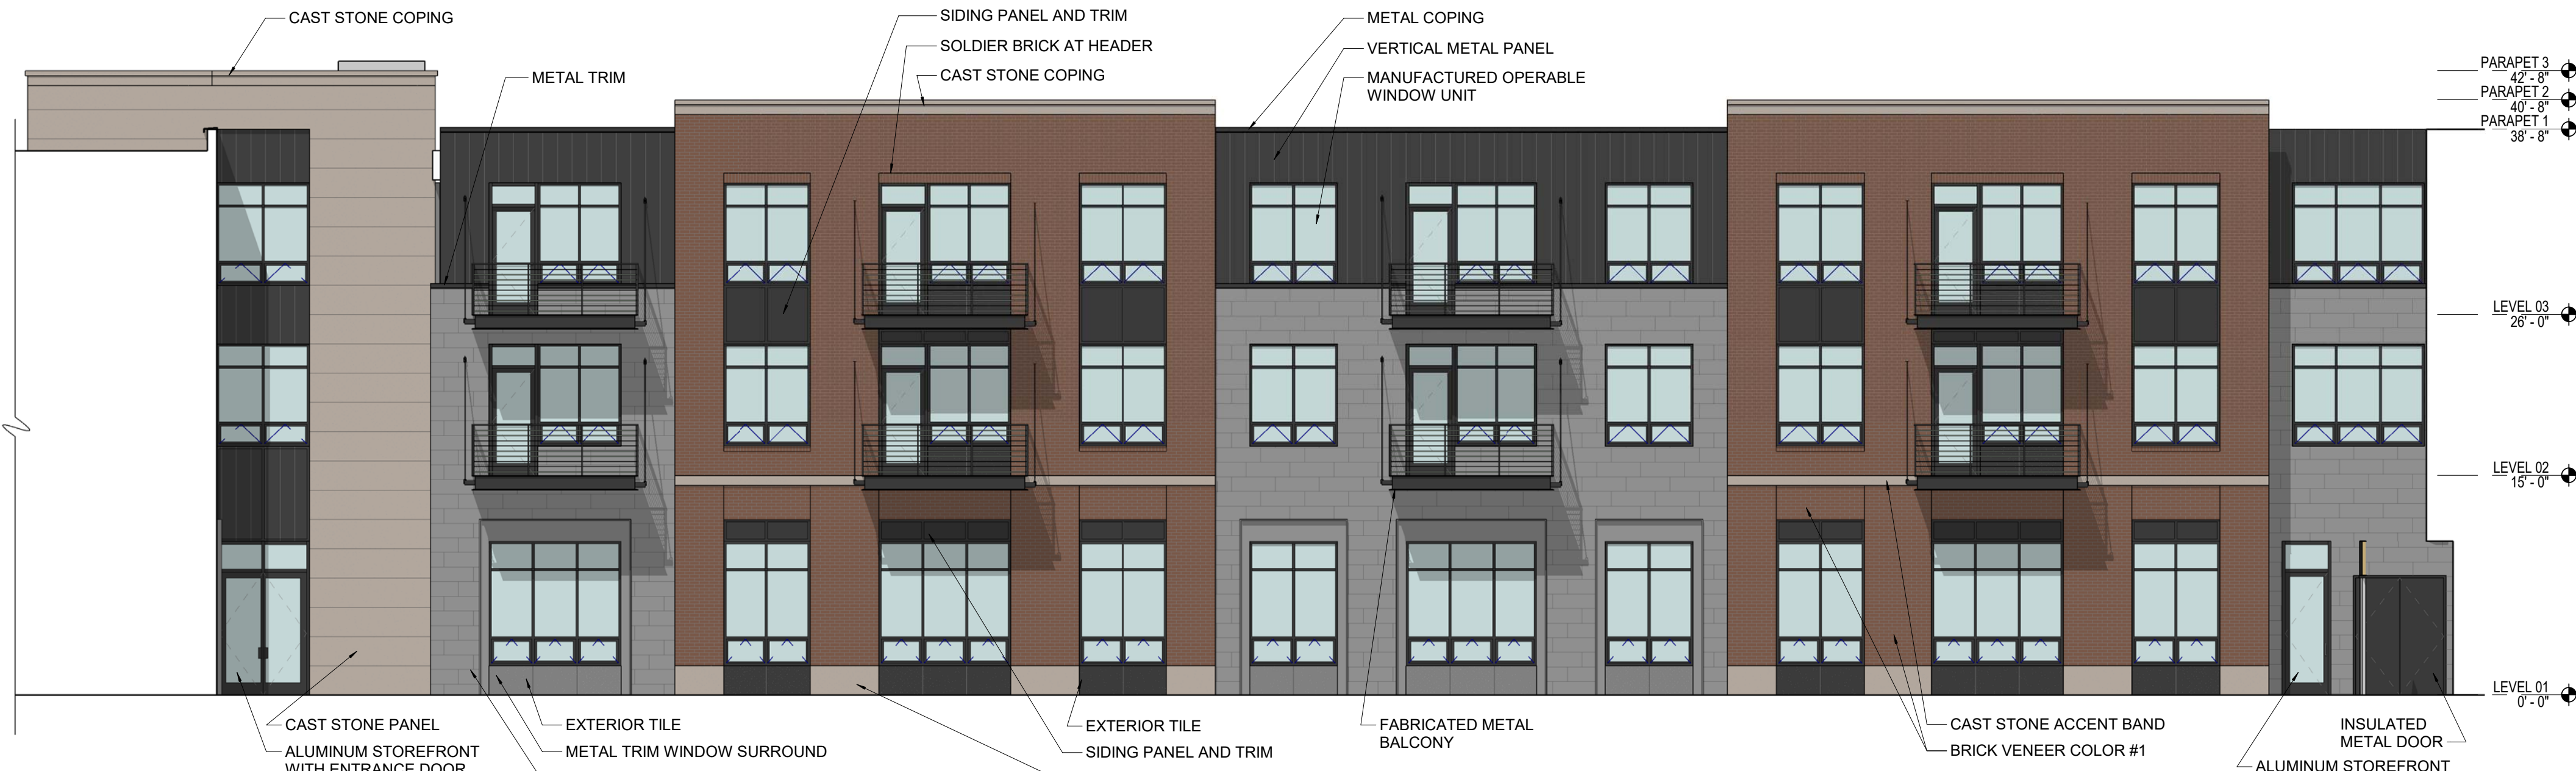 CAST STONE COPING
METAL TRIM
SIDING PANEL AND TRIM
SOLDIER BRICK AT HEADER
CAST STONE COPING
METAL COPING
VERTICAL METAL PANEL
MANUFACTURED OPERABLE
WINDOW UNIT
PARAPET 3
42' - 8"
PARAPET 2
40' - 8"
PARAPET 1
38' - 8"
LEVEL 03
26' - 0"
LEVEL 02
15' - 0"
LEVEL 01
0' - 0"
CAST STONE PANEL
ALUMINUM STOREFRONT
WITH ENTRANCE DOOR
EXTERIOR TILE
METAL TRIM WINDOW SURROUND
EXTERIOR TILE
SIDING PANEL AND TRIM
FABRICATED METAL
BALCONY
CAST STONE ACCENT BAND
BRICK VENEER COLOR #1
INSULATED
METAL DOOR
ALUMINUM STOREFRONT